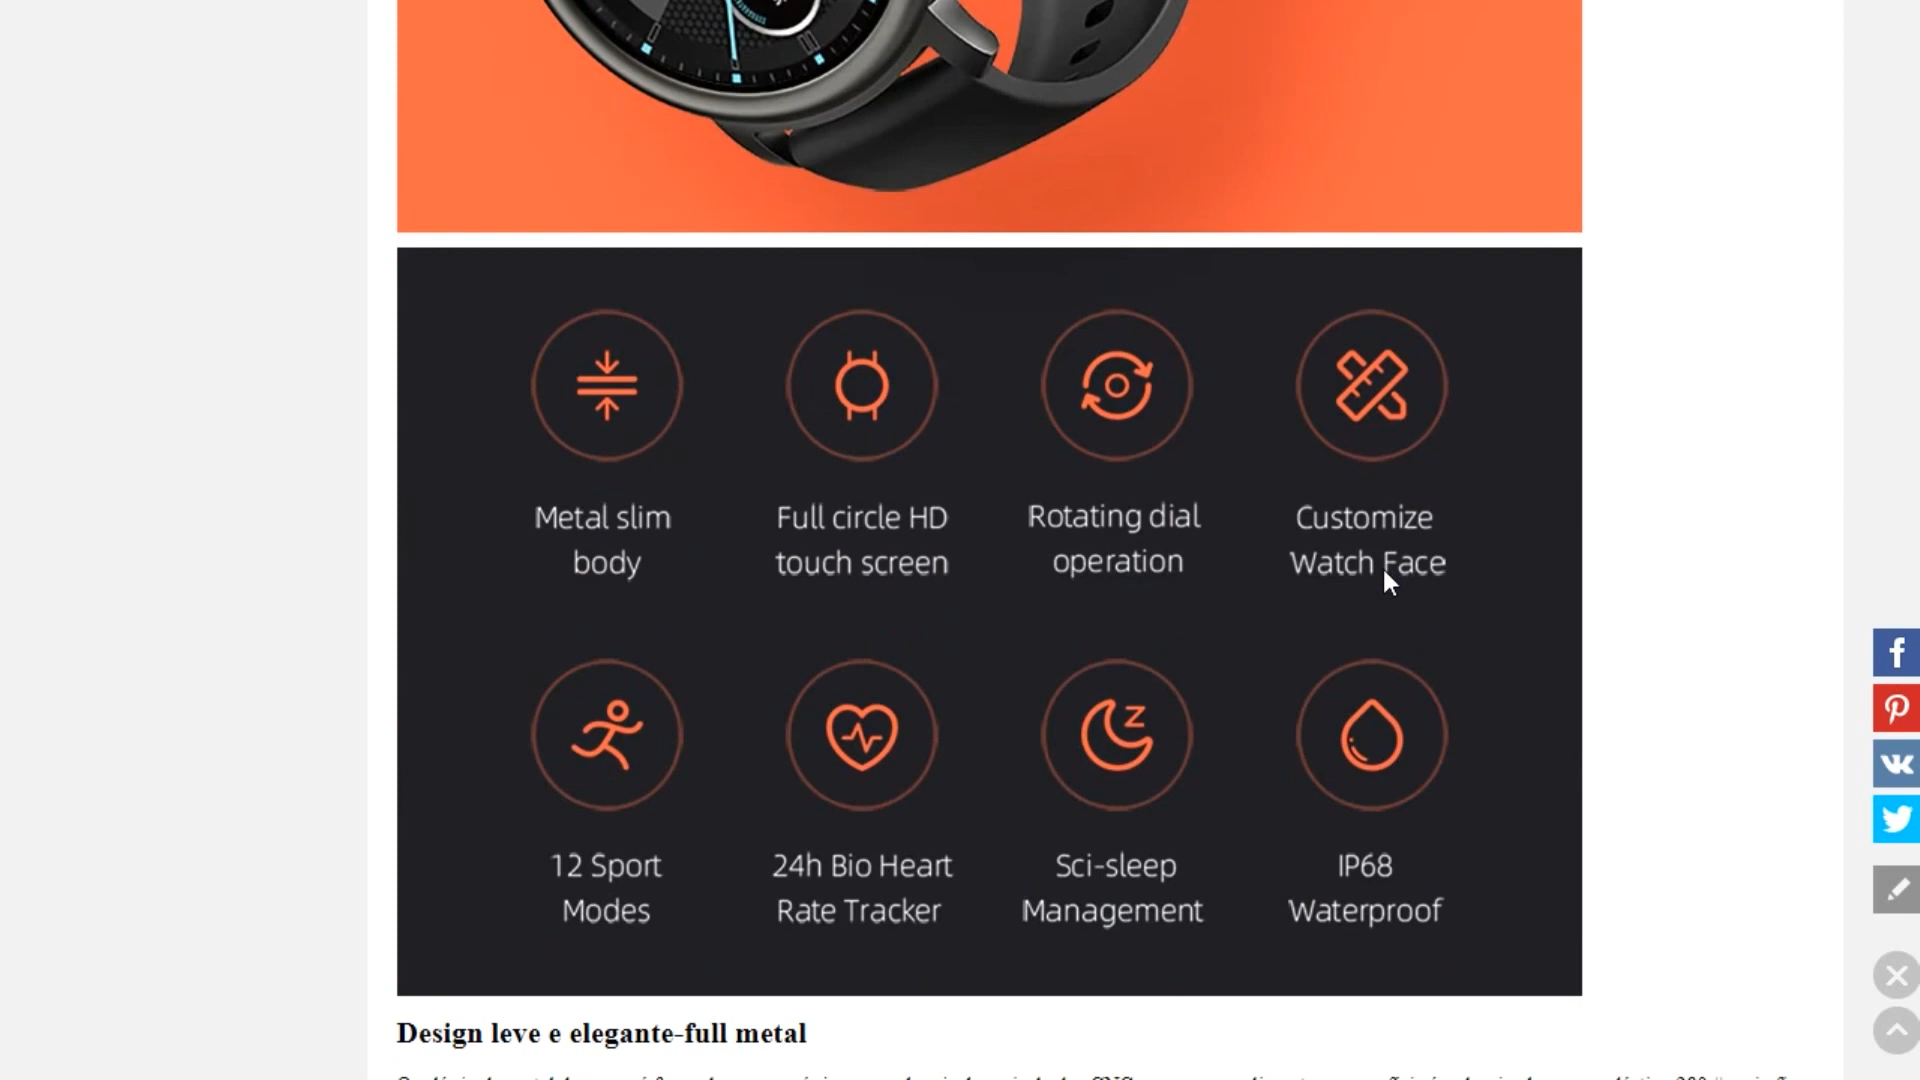 Metal slim
body
Full circle HD
touch screen
Rotating dial
operation
Customize
Watch Face
12 Sport
Modes
24h Bio Heart
Rate Tracker
Sci-sleep
Management
IP68
Waterproof
Design leve e elegante-full metal